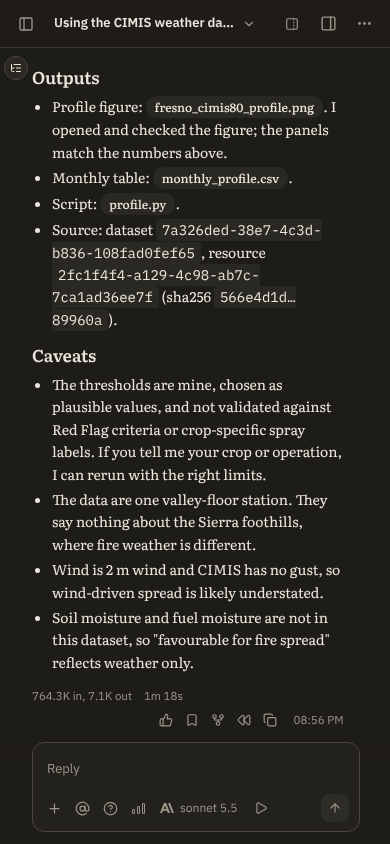 Using the CIMIS weather da...
Outputs
• Profile figure: fresno_cimis80_profile.png . I
opened and checked the figure; the panels
match the numbers above.
• Monthly table: monthly_profile.csv .
• Script: profile.py .
• Source: dataset 7a326ded-38e7-4c3d-
b836-108fad0fef65 , resource
2fc1f4f4-a129-4c98-ab7c-
7ca1ad36ee7f (sha256 566e4d1d…
89960a ).
Caveats
• The thresholds are mine, chosen as
plausible values, and not validated against
Red Flag criteria or crop-specific spray
labels. If you tell me your crop or operation,
I can rerun with the right limits.
• The data are one valley-floor station. They
say nothing about the Sierra foothills,
where fire weather is different.
• Wind is 2 m wind and CIMIS has no gust, so
wind-driven spread is likely understated.
• Soil moisture and fuel moisture are not in
this dataset, so "favourable for fire spread"
reflects weather only.
764.3K in, 7.1K out 1m 18s
08:56 PM
Reply
sonnet 5.5